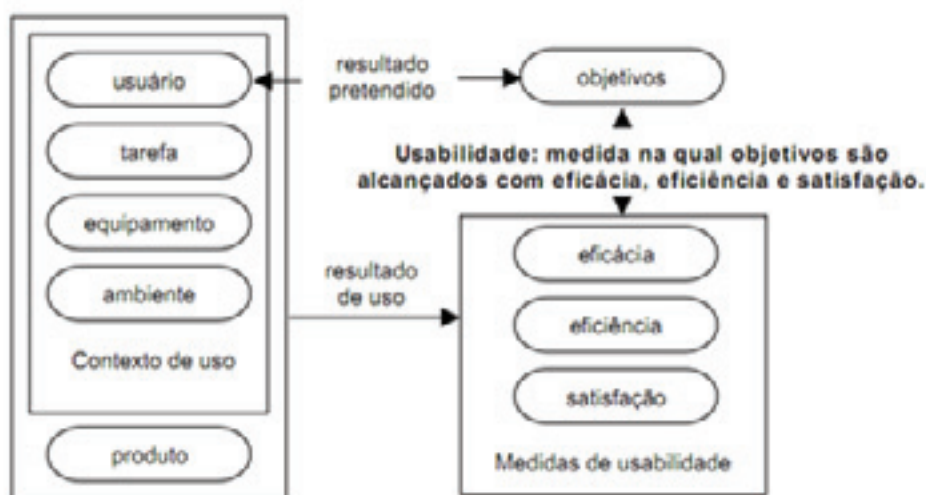 usuário
tarefa
equipamento
ambiente
Contexto de uso
produto
resultado
pretendido
objetivos
Usabilidade: medida na qual objetivos são
alcançados com eficácia, eficiência e satisfação.
resultado
de uso
eficácia
eficiência
satisfação
Medidas de usabilidade